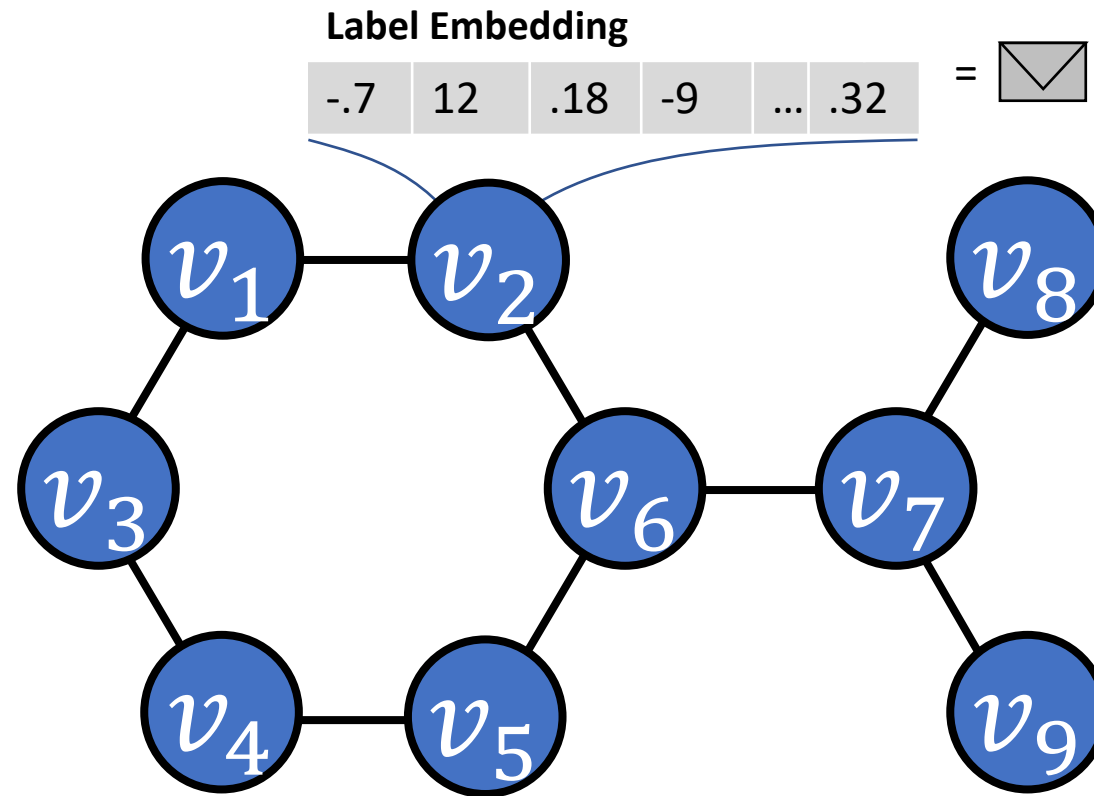 Label Embedding
-.7 12 .18 -9 ... .32 =
v₁ v₂ v₈
v₃ v₆ v₇
v₄ v₅ v₉